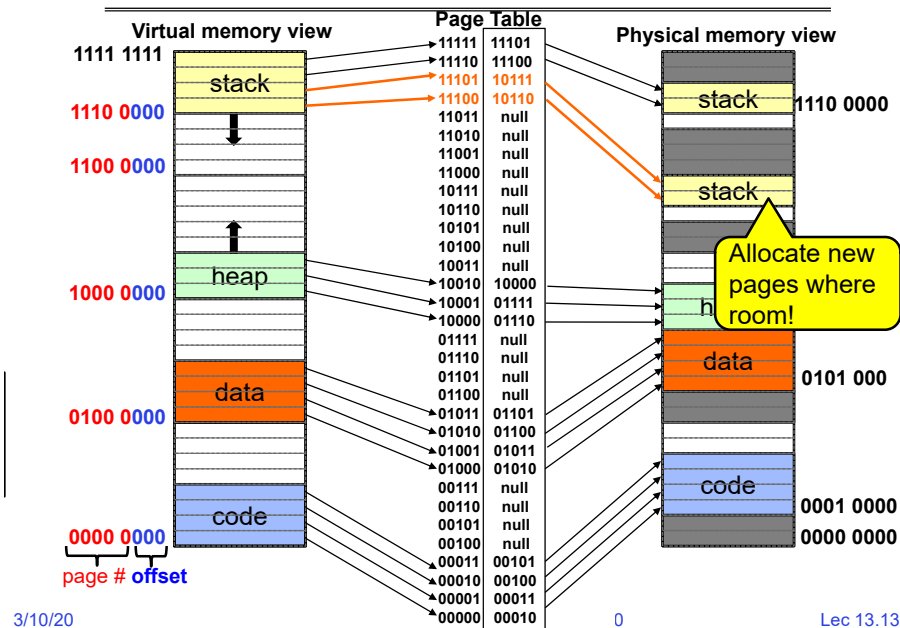 Page Table
Virtual memory view
Physical memory view
1111 1111
stack
1110 0000
1100 0000
heap
1000 0000
data
0100 0000
code
0000 0000
page # offset
11111 11101
11110 11100
11101 10111
11100 10110
11011 null
11010 null
11001 null
11000 null
10111 null
10110 null
10101 null
10100 null
10011 null
10010 10000
10001 01111
10000 01110
01111 null
01110 null
01101 null
01100 null
01011 01101
01010 01100
01001 01011
01000 01010
00111 null
00110 null
00101 null
00100 null
00011 00101
00010 00100
00001 00011
00000 00010
stack
1110 0000
stack
Allocate new
pages where
room!
h
data
0101 000
code
0001 0000
0000 0000
3/10/20
0
Lec 13.13